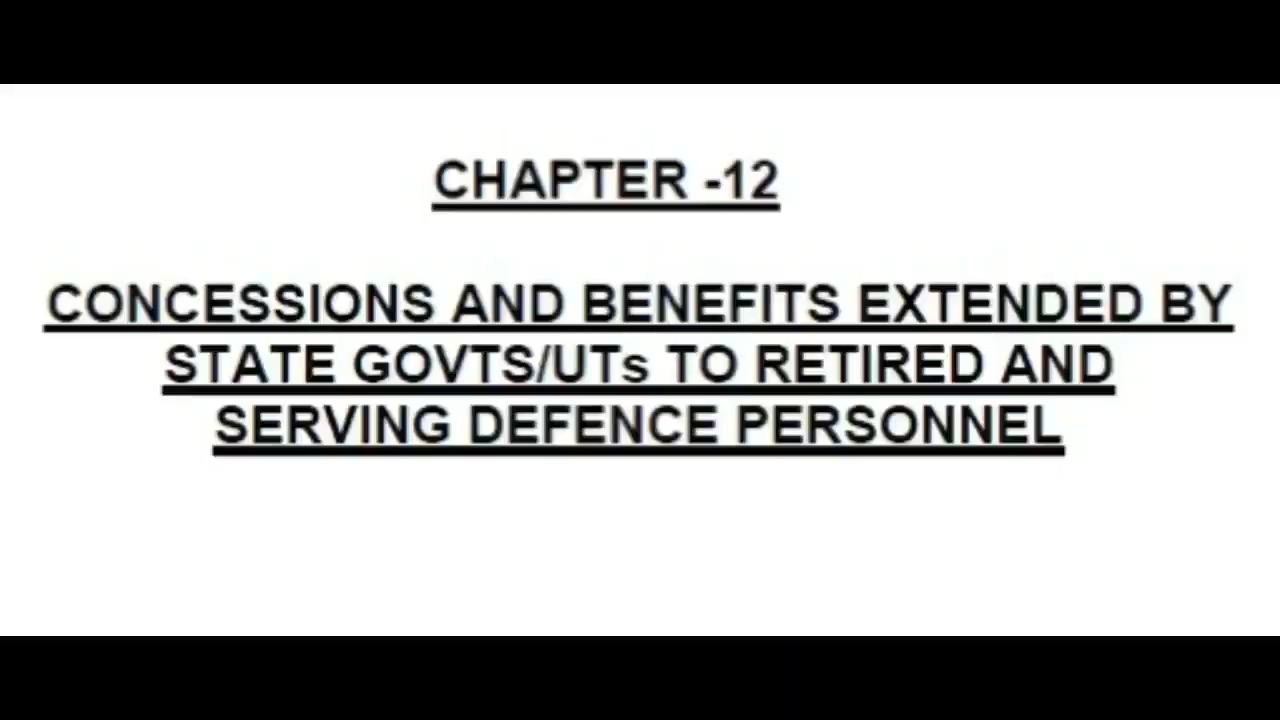 CHAPTER -12
CONCESSIONS AND BENEFITS EXTENDED BY
STATE GOVTS/UTs TO RETIRED AND
SERVING DEFENCE PERSONNEL